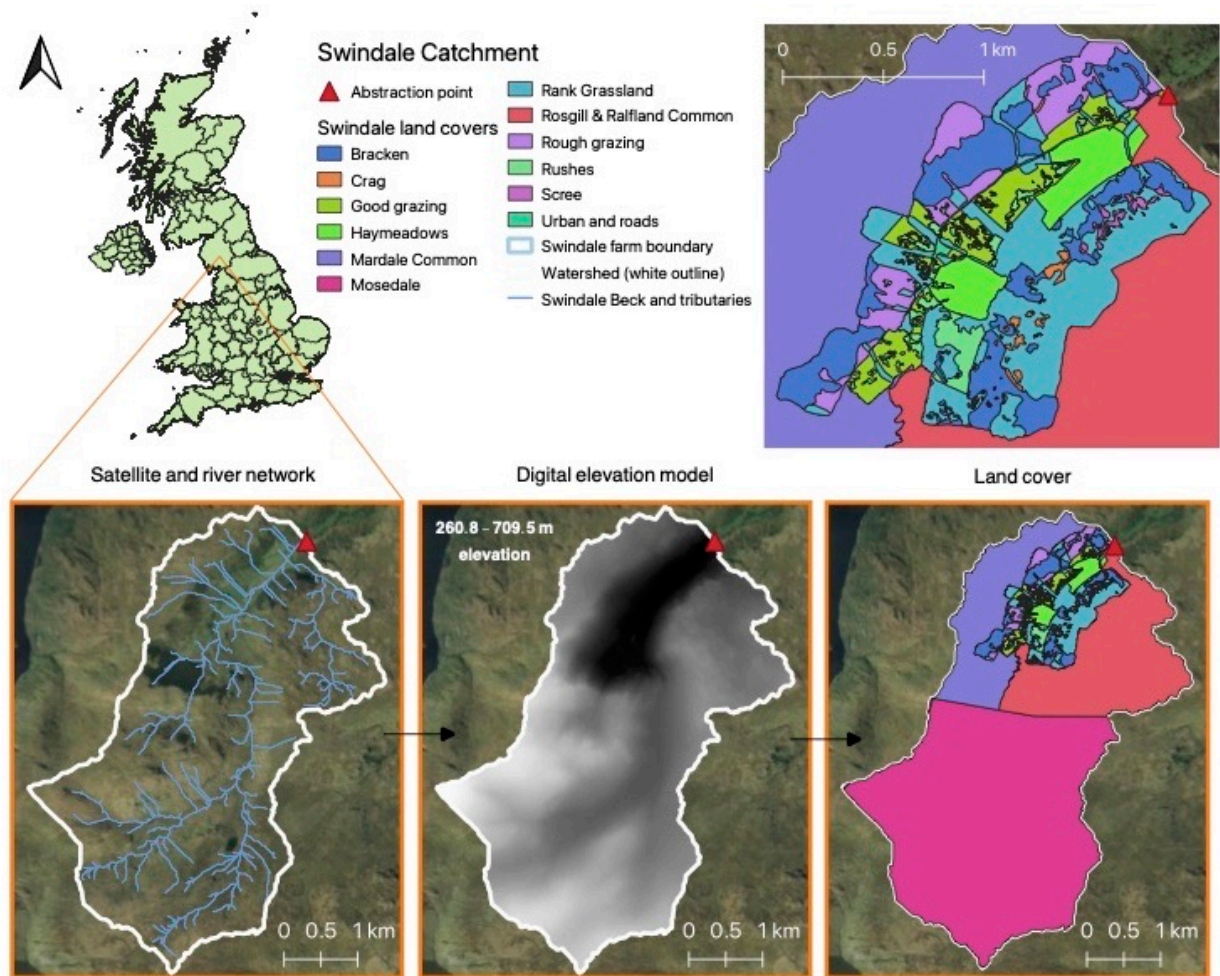 Swindale Catchment
Abstraction point
Swindale land covers
Bracken
Crag
Good grazing
Haymeadows
Mardale Common
Mosedale
Rank Grassland
Rosgill & Ralfland Common
Rough grazing
Rushes
Scree
Urban and roads
Swindale farm boundary
Watershed (white outline)
Swindale Beck and tributaries
0 0.5 1 km
Satellite and river network
Digital elevation model
Land cover
260.8 – 709.5 m
elevation
0 0.5 1 km
0 0.5 1 km
0 0.5 1 km